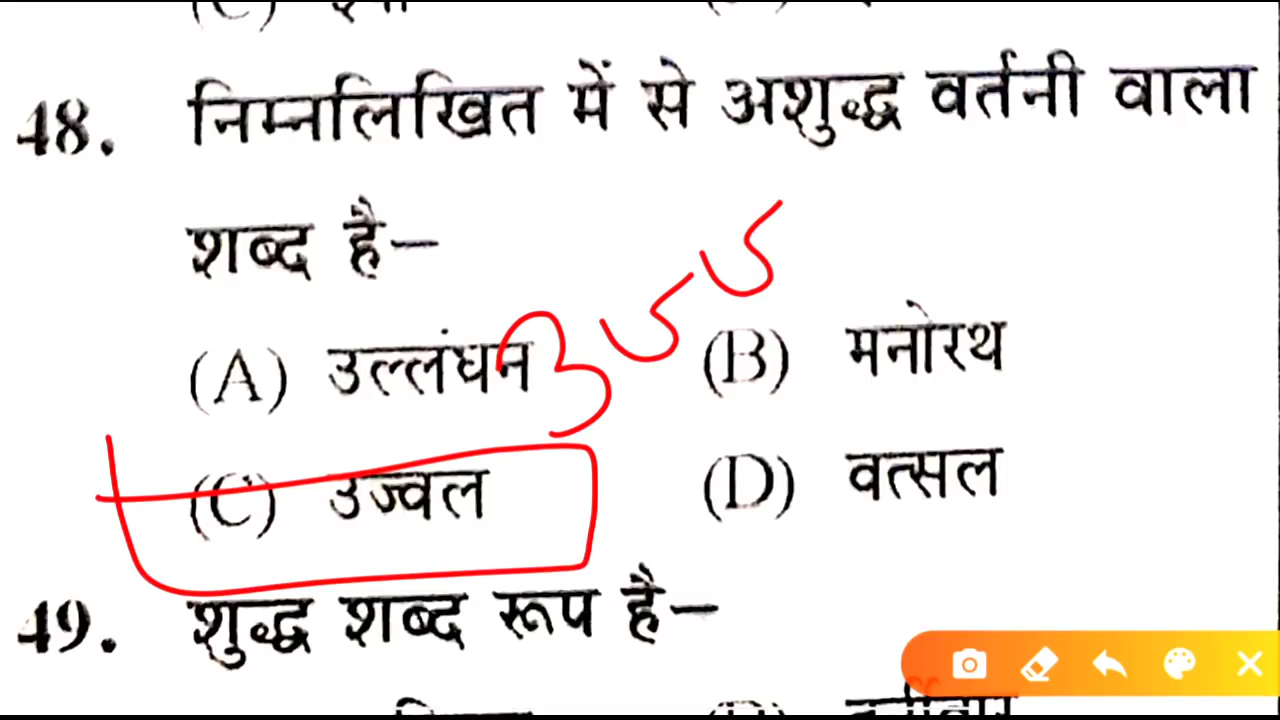 48. निम्नलिखित में से अशुद्ध वर्तनी वाला
शब्द है–
(A) उल्लंघन (B) मनोरथ
(C) उज्वल (D) वत्सल
49. शुद्ध शब्द रूप है–